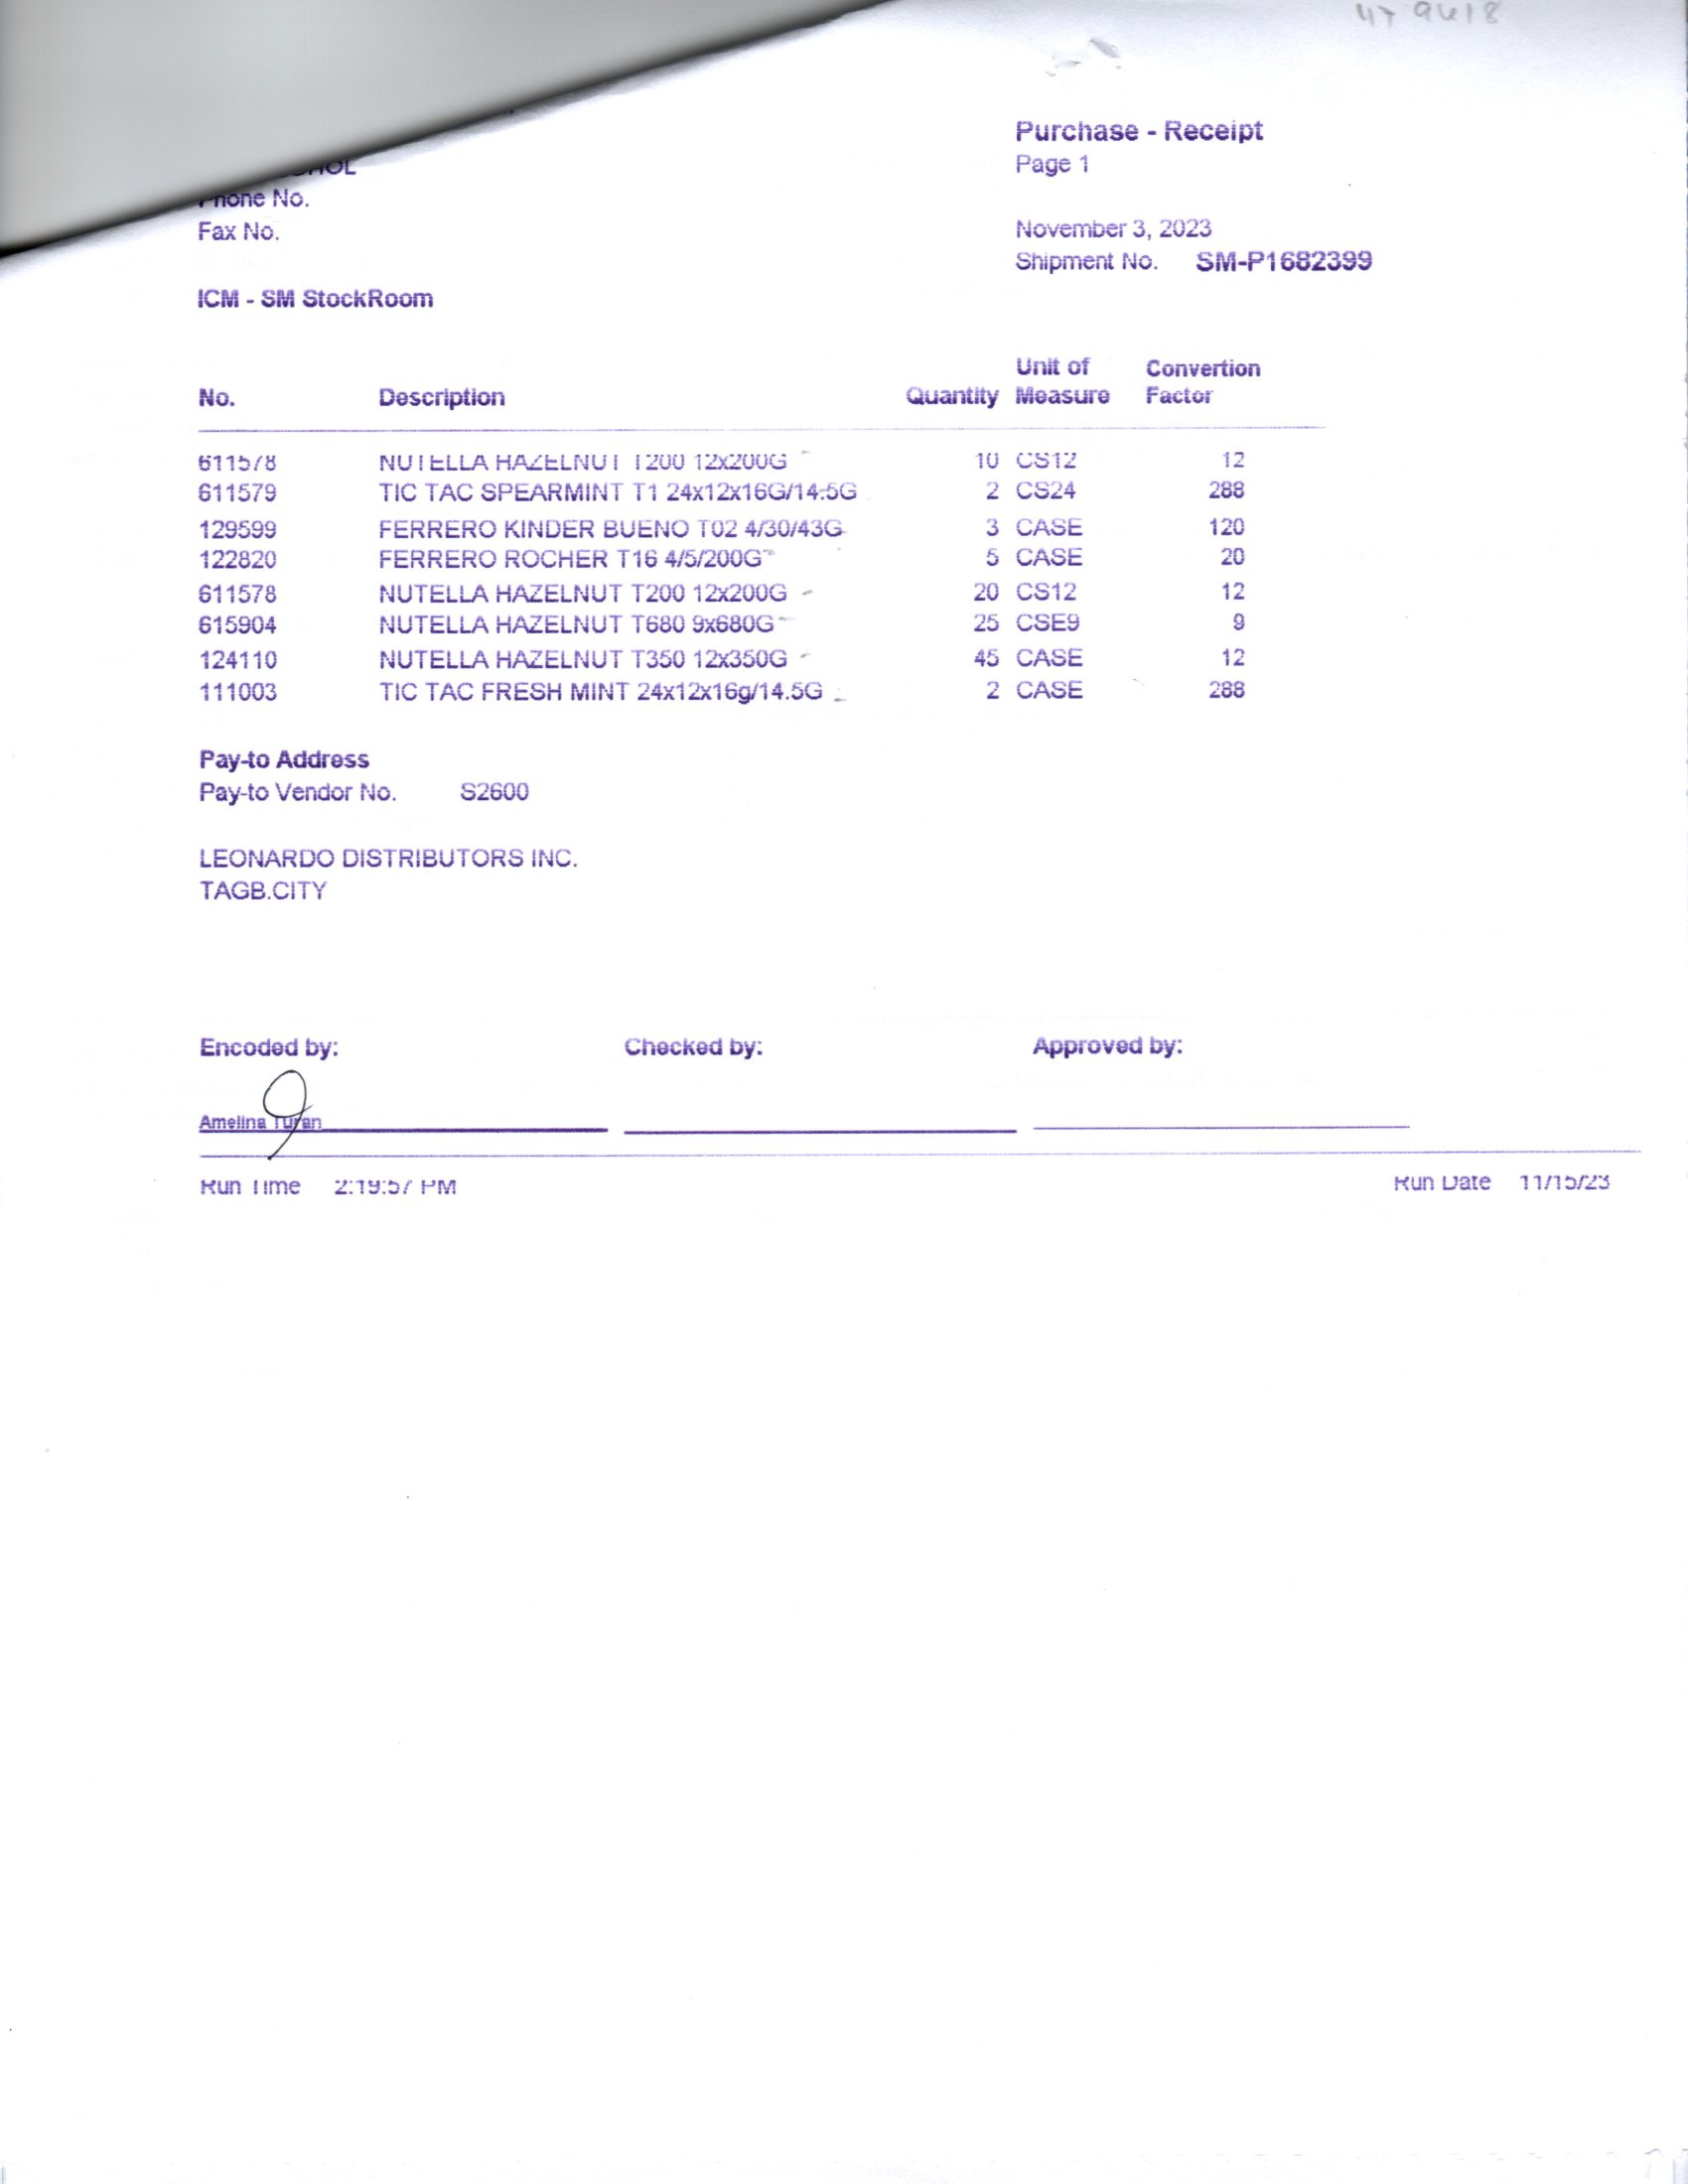 9618
Purchase - Receipt
Page 1
Phone No.
Fax No.
November 3, 2023
Shipment No. SM-P1682399
ICM - SM StockRoom
No. Description Quantity Unit of Measure Convertion Factor
611578 NUTELLA HAZELNUT T200 12x200G 10 CS12 12
611579 TIC TAC SPEARMINT T1 24x12x16G/14.5G 2 CS24 288
129599 FERRERO KINDER BUENO T02 4/30/43G 3 CASE 120
122820 FERRERO ROCHER T16 4/5/200G 5 CASE 20
611578 NUTELLA HAZELNUT T200 12x200G 20 CS12 12
615904 NUTELLA HAZELNUT T680 9x680G 25 CSE9 9
124110 NUTELLA HAZELNUT T350 12x350G 45 CASE 12
111003 TIC TAC FRESH MINT 24x12x16g/14.5G 2 CASE 288
Pay-to Address
Pay-to Vendor No. S2600
LEONARDO DISTRIBUTORS INC.
TAGB.CITY
Encoded by: Checked by: Approved by:
Amelina Turan
Run Time 2:19:57 PM Run Date 11/15/23